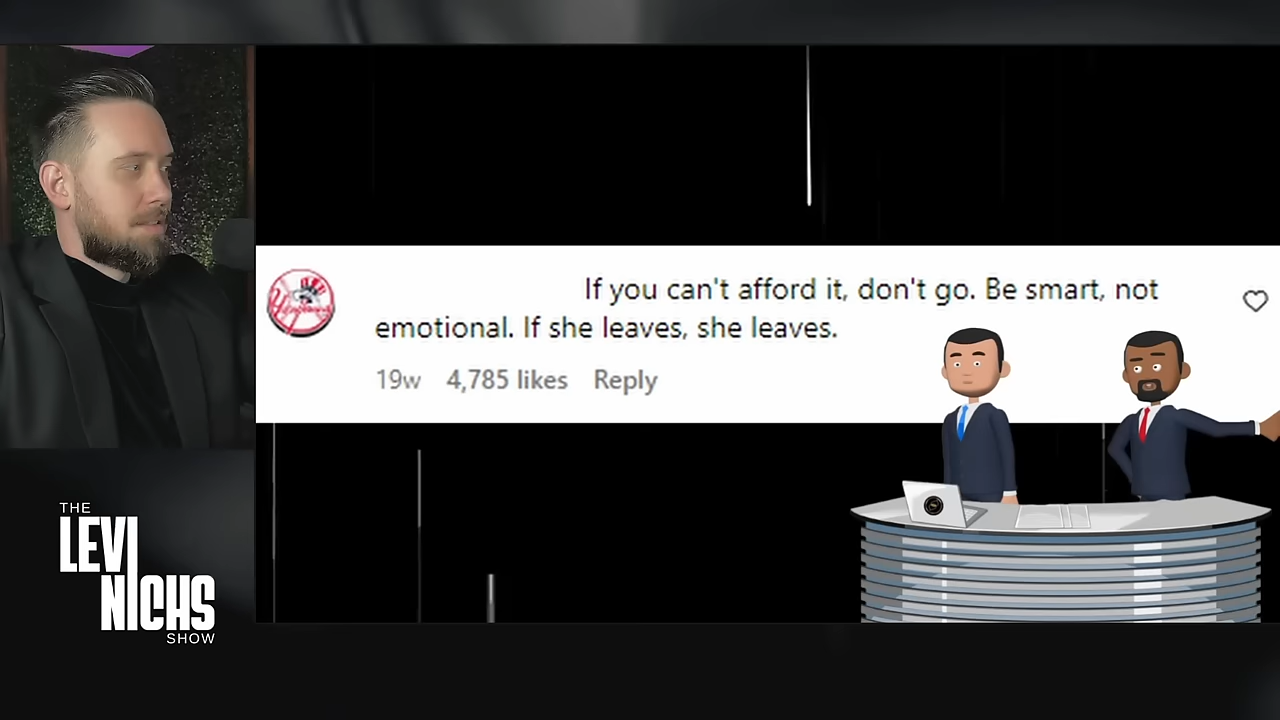 If you can't afford it, don't go. Be smart, not
emotional. If she leaves, she leaves.
19w 4,785 likes Reply
THE
LEVI
NICHS
SHOW